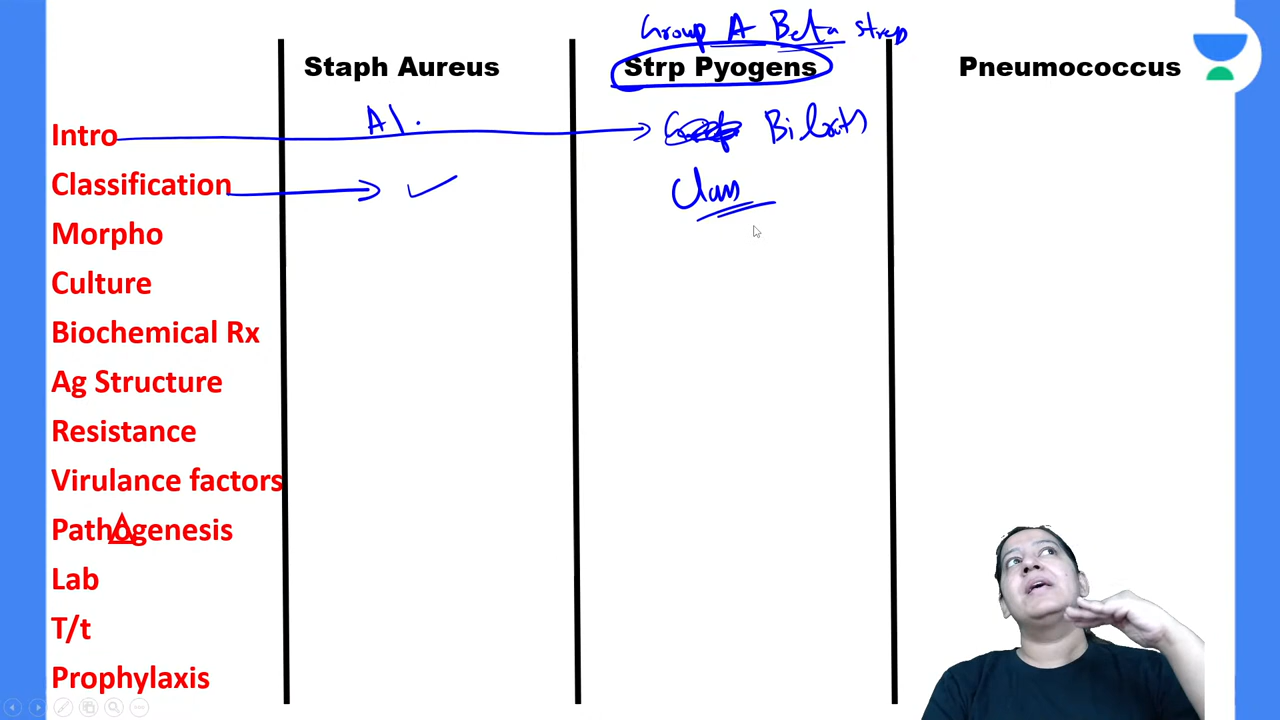 Group A Beta strep
Staph Aureus Strp Pyogens Pneumococcus
Intro
Classification Class
Morpho
Culture
Biochemical Rx
Ag Structure
Resistance
Virulance factors
Pathogenesis
Δ
Lab
T/t
Prophylaxis